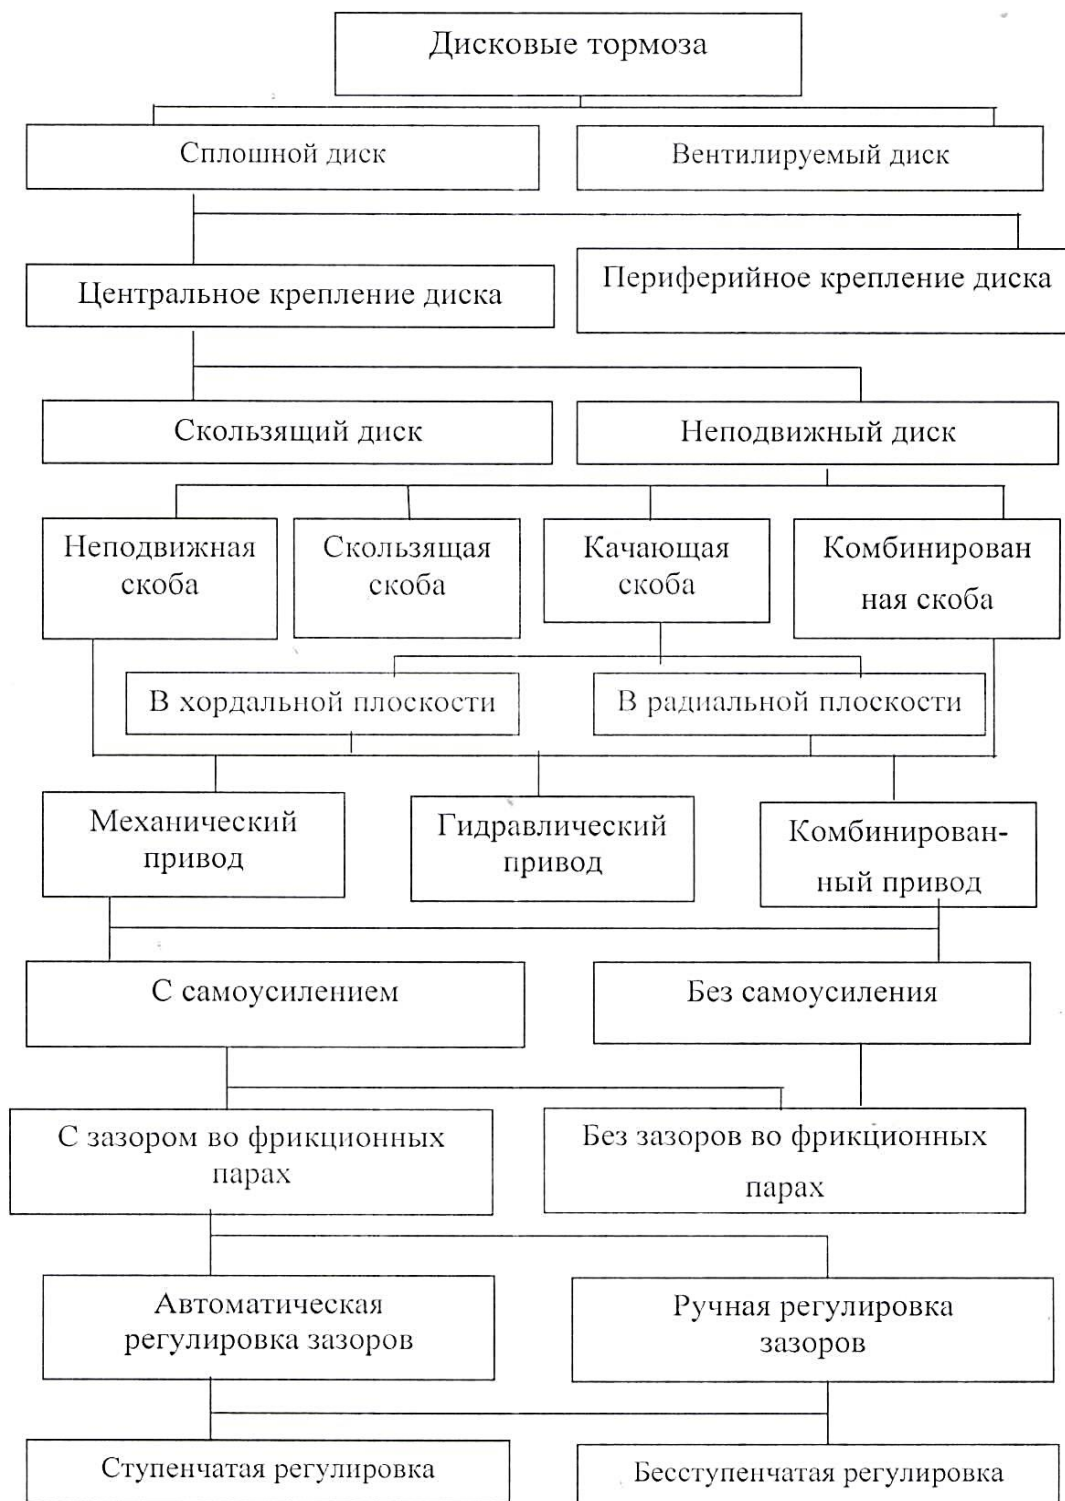 Дисковые тормоза
Сплошной диск
Вентилируемый диск
Центральное крепление диска
Периферийное крепление диска
Скользящий диск
Неподвижный диск
Неподвижная
скоба
Скользящая
скоба
Качающая
скоба
Комбинирован
ная скоба
В хордальной плоскости
В радиальной плоскости
Механический
привод
Гидравлический
привод
Комбинирован-
ный привод
С самоусилением
Без самоусиления
С зазором во фрикционных
парах
Без зазоров во фрикционных
парах
Автоматическая
регулировка зазоров
Ручная регулировка
зазоров
Ступенчатая регулировка
Бесступенчатая регулировка